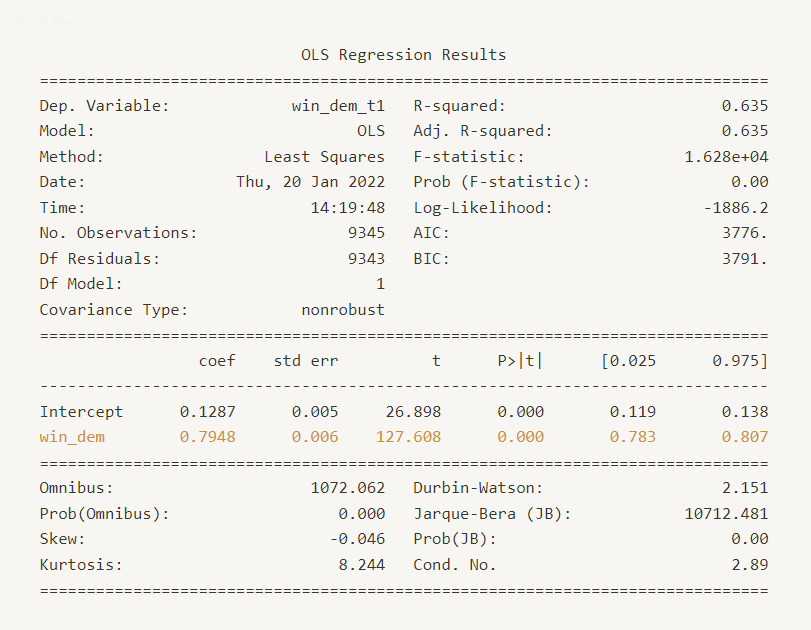 OLS Regression Results
==============================================================================
Dep. Variable: win_dem_t1 R-squared: 0.635
Model: OLS Adj. R-squared: 0.635
Method: Least Squares F-statistic: 1.628e+04
Date: Thu, 20 Jan 2022 Prob (F-statistic): 0.00
Time: 14:19:48 Log-Likelihood: -1886.2
No. Observations: 9345 AIC: 3776.
Df Residuals: 9343 BIC: 3791.
Df Model: 1
Covariance Type: nonrobust
==============================================================================
coef std err t P>|t| [0.025 0.975]
------------------------------------------------------------------------------
Intercept 0.1287 0.005 26.898 0.000 0.119 0.138
win_dem 0.7948 0.006 127.608 0.000 0.783 0.807
==============================================================================
Omnibus: 1072.062 Durbin-Watson: 2.151
Prob(Omnibus): 0.000 Jarque-Bera (JB): 10712.481
Skew: -0.046 Prob(JB): 0.00
Kurtosis: 8.244 Cond. No. 2.89
==============================================================================